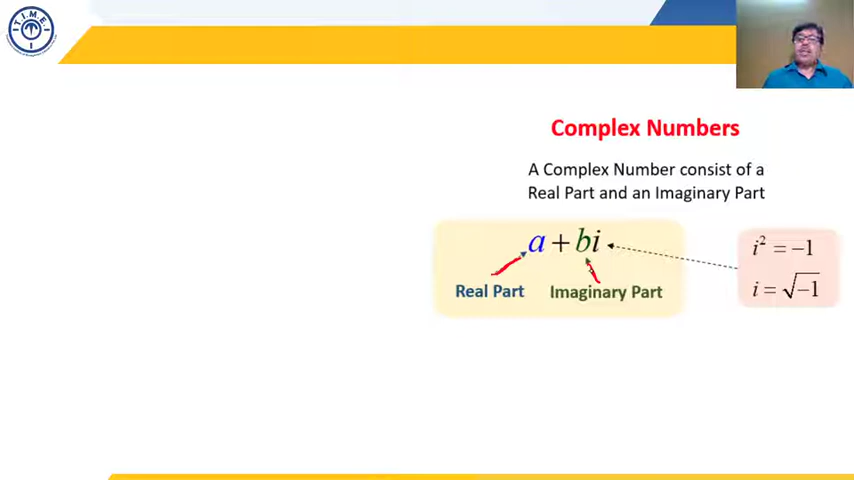 I.T.I.M.E.I
Complex Numbers
A Complex Number consist of a
Real Part and an Imaginary Part
a + bi
Real Part
Imaginary Part
i² = −1
i = √−1